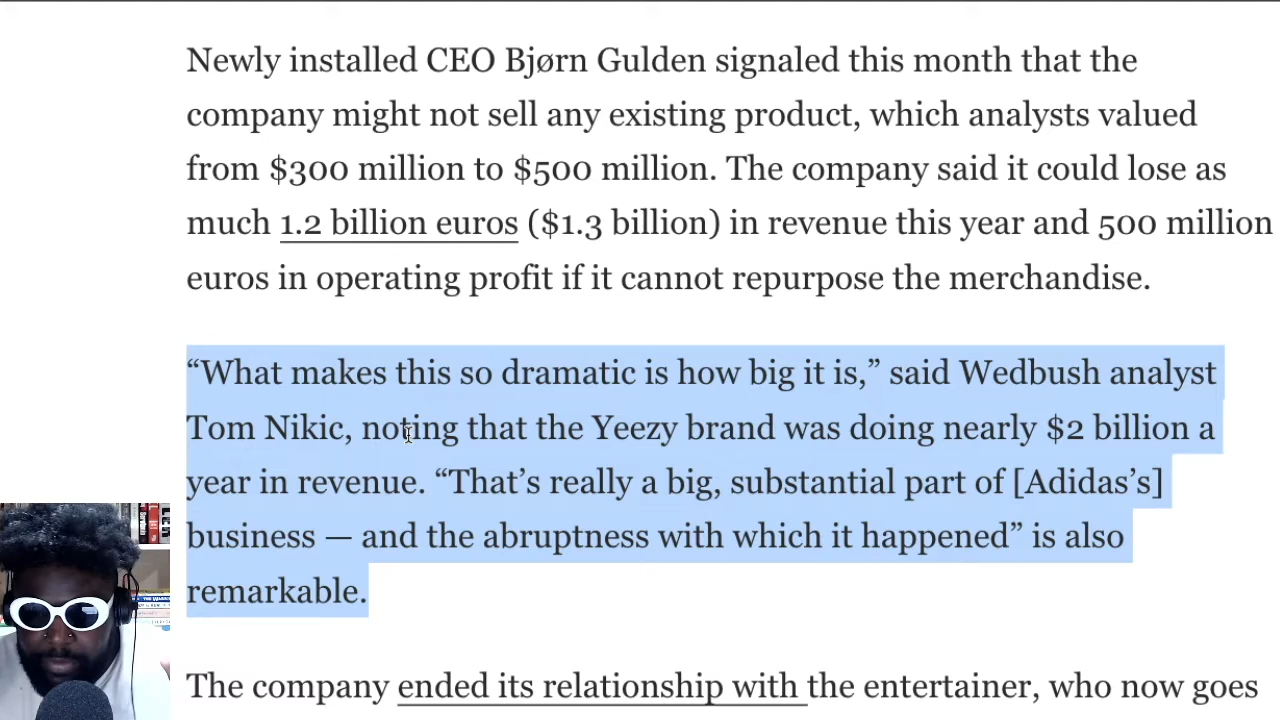 Newly installed CEO Bjørn Gulden signaled this month that the
company might not sell any existing product, which analysts valued
from $300 million to $500 million. The company said it could lose as
much 1.2 billion euros ($1.3 billion) in revenue this year and 500 million
euros in operating profit if it cannot repurpose the merchandise.
“What makes this so dramatic is how big it is,” said Wedbush analyst
Tom Nikic, noting that the Yeezy brand was doing nearly $2 billion a
year in revenue. “That’s really a big, substantial part of [Adidas’s]
business — and the abruptness with which it happened” is also
remarkable.
The company ended its relationship with the entertainer, who now goes